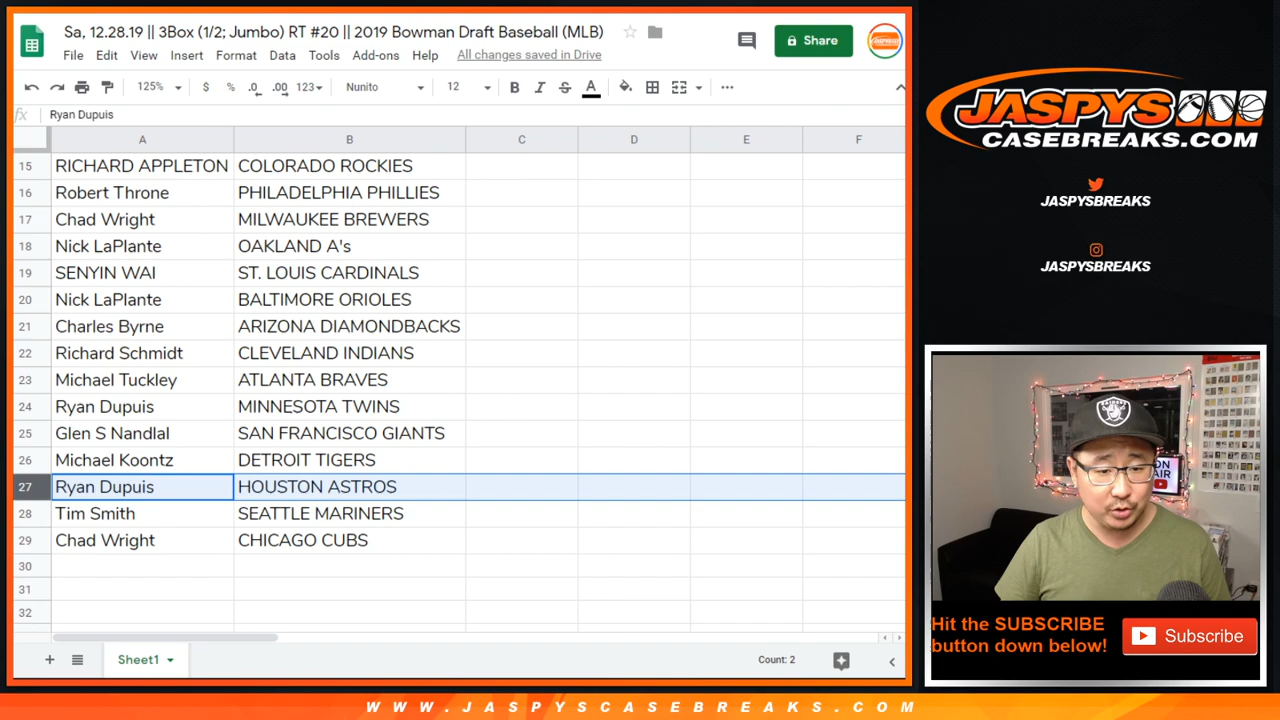 Sa, 12.28.19 || 3Box (1/2; Jumbo) RT #20 || 2019 Bowman Draft Baseball (MLB)
File Edit View Insert Format Data Tools Add-ons Help All changes saved in Drive
Share
125% $ % .0 .00 123 Nunito 12 B I S A
fx Ryan Dupuis
A B C D E F
15 RICHARD APPLETON COLORADO ROCKIES
16 Robert Throne PHILADELPHIA PHILLIES
17 Chad Wright MILWAUKEE BREWERS
18 Nick LaPlante OAKLAND A's
19 SENYIN WAI ST. LOUIS CARDINALS
20 Nick LaPlante BALTIMORE ORIOLES
21 Charles Byrne ARIZONA DIAMONDBACKS
22 Richard Schmidt CLEVELAND INDIANS
23 Michael Tuckley ATLANTA BRAVES
24 Ryan Dupuis MINNESOTA TWINS
25 Glen S Nandlal SAN FRANCISCO GIANTS
26 Michael Koontz DETROIT TIGERS
27 Ryan Dupuis HOUSTON ASTROS
28 Tim Smith SEATTLE MARINERS
29 Chad Wright CHICAGO CUBS
30
31
32
Sheet1
Count: 2
JASPYS
CASEBREAKS.COM
JASPYSBREAKS
JASPYSBREAKS
RAIDERS
ON
AIR
Hit the SUBSCRIBE
button down below!
Subscribe
WWW.JASPYSCASEBREAKS.COM